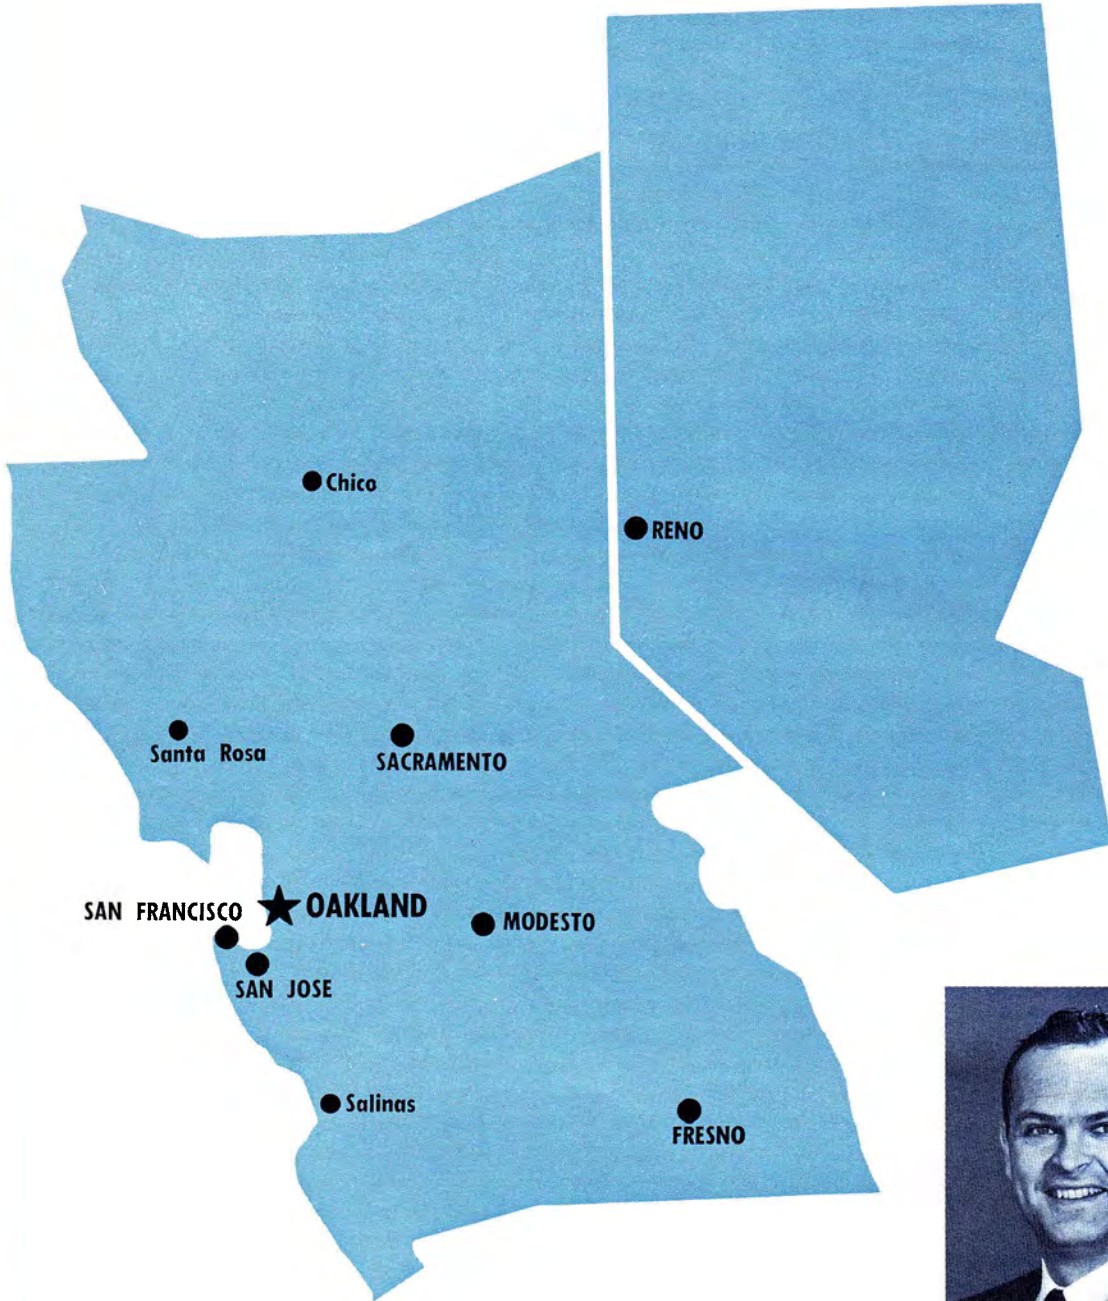 Chico
RENO
Santa Rosa
SACRAMENTO
SAN FRANCISCO
OAKLAND
MODESTO
SAN JOSE
Salinas
FRESNO